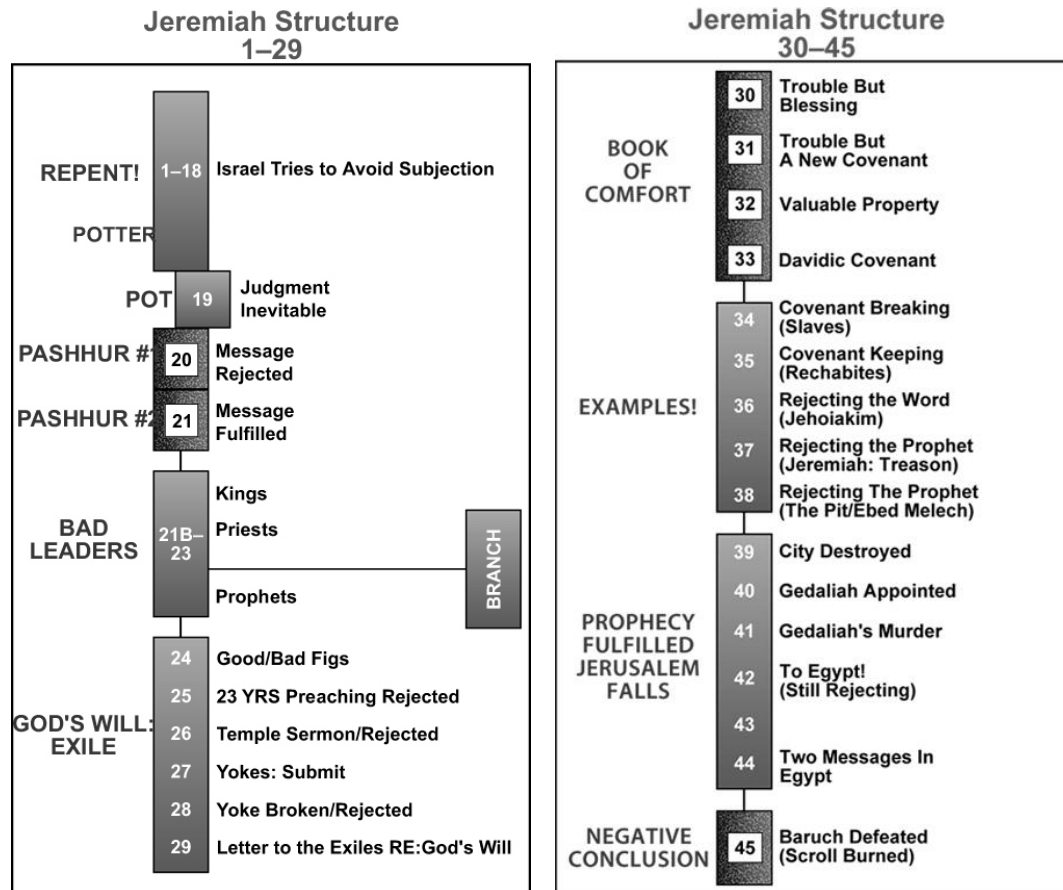 Jeremiah Structure
1–29
REPENT!
1–18
Israel Tries to Avoid Subjection
POTTER
POT
19
Judgment
Inevitable
PASHHUR #1
20
Message
Rejected
PASHHUR #2
21
Message
Fulfilled
BAD
LEADERS
21B–
23
Kings
Priests
Prophets
BRANCH
GOD'S WILL:
EXILE
24
Good/Bad Figs
25
23 YRS Preaching Rejected
26
Temple Sermon/Rejected
27
Yokes: Submit
28
Yoke Broken/Rejected
29
Letter to the Exiles RE:God's Will
Jeremiah Structure
30–45
BOOK
OF
COMFORT
30
Trouble But
Blessing
31
Trouble But
A New Covenant
32
Valuable Property
33
Davidic Covenant
EXAMPLES!
34
Covenant Breaking
(Slaves)
35
Covenant Keeping
(Rechabites)
36
Rejecting the Word
(Jehoiakim)
37
Rejecting the Prophet
(Jeremiah: Treason)
38
Rejecting The Prophet
(The Pit/Ebed Melech)
PROPHECY
FULFILLED
JERUSALEM
FALLS
39
City Destroyed
40
Gedaliah Appointed
41
Gedaliah's Murder
42
To Egypt!
(Still Rejecting)
43
44
Two Messages In
Egypt
NEGATIVE
CONCLUSION
45
Baruch Defeated
(Scroll Burned)